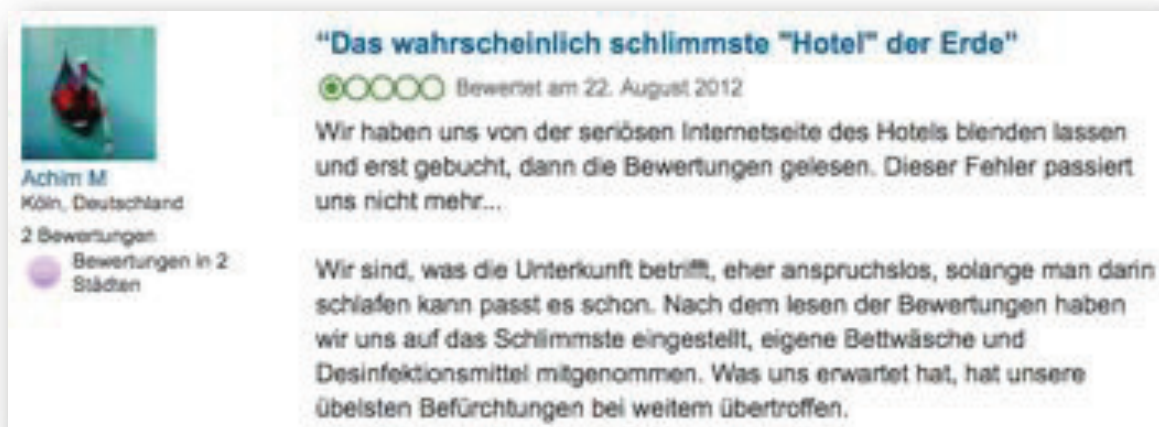 “Das wahrscheinlich schlimmste "Hotel" der Erde”
Bewertet am 22. August 2012
Wir haben uns von der seriösen Internetseite des Hotels blenden lassen
und erst gebucht, dann die Bewertungen gelesen. Dieser Fehler passiert
uns nicht mehr...
Wir sind, was die Unterkunft betrifft, eher anspruchslos, solange man darin
schlafen kann passt es schon. Nach dem lesen der Bewertungen haben
wir uns auf das Schlimmste eingestellt, eigene Bettwäsche und
Desinfektionsmittel mitgenommen. Was uns erwartet hat, hat unsere
übelsten Befürchtungen bei weitem übertroffen.
Achim M
Köln, Deutschland
2 Bewertungen
Bewertungen in 2
Städten